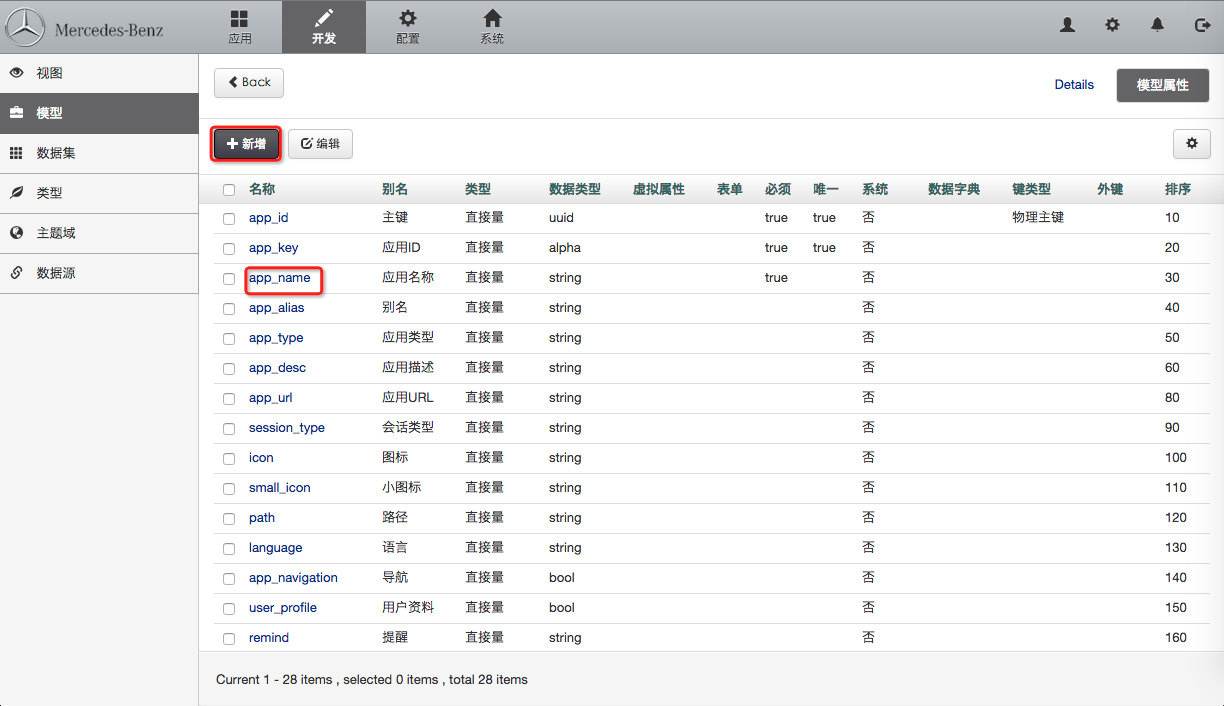 Mercedes-Benz
应用
开发
配置
系统
视图
模型
数据集
类型
主题域
数据源
Back
Details
模型属性
新增
编辑
名称 别名 类型 数据类型 虚拟属性 表单 必须 唯一 系统 数据字典 键类型 外键 排序
app_id 主键 直接量 uuid true true 否 物理主键 10
app_key 应用ID 直接量 alpha true true 否 20
app_name 应用名称 直接量 string true 否 30
app_alias 别名 直接量 string 否 40
app_type 应用类型 直接量 string 否 50
app_desc 应用描述 直接量 string 否 60
app_url 应用URL 直接量 string 否 80
session_type 会话类型 直接量 string 否 90
icon 图标 直接量 string 否 100
small_icon 小图标 直接量 string 否 110
path 路径 直接量 string 否 120
language 语言 直接量 string 否 130
app_navigation 导航 直接量 bool 否 140
user_profile 用户资料 直接量 bool 否 150
remind 提醒 直接量 string 否 160
Current 1 - 28 items , selected 0 items , total 28 items